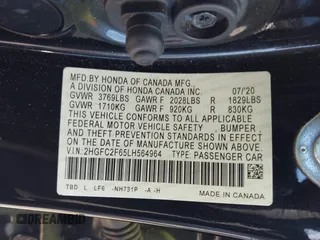 MFD.BY HONDA OF CANADA MFG.,
A DIVISION OF HONDA CANADA INC. 07/'20
GVWR 3769LBS GAWR F 2028LBS R 1829LBS
GVWR 1710KG GAWR F 920KG R 830KG
THIS VEHICLE CONFORMS TO ALL APPLICABLE
FEDERAL MOTOR VEHICLE SAFETY, BUMPER,
AND THEFT PREVENTION STANDARDS IN EFFECT
ON THE DATE OF MANUFACTURE SHOWN ABOVE.
V.I.N:2HGFC2F65LH564964 TYPE: PASSENGER CAR
TBD L LF6 -NH731P -A -H
MADE IN CANADA
AUTOBIDMASTER